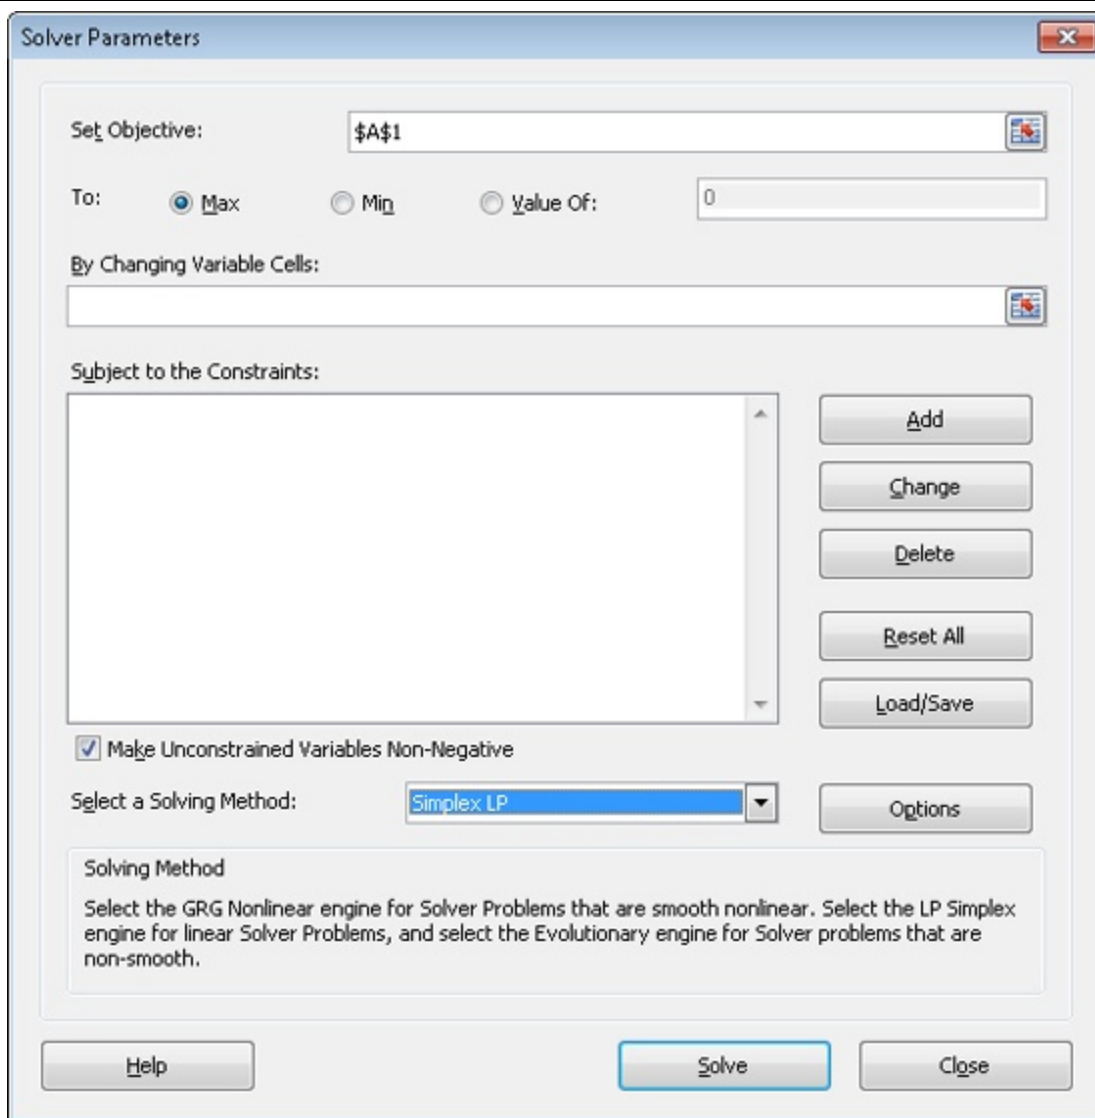 Solver Parameters
Set Objective: $A$1
To: Max Min Value Of: 0
By Changing Variable Cells:
Subject to the Constraints:
Add
Change
Delete
Reset All
Load/Save
Make Unconstrained Variables Non-Negative
Select a Solving Method: Simplex LP Options
Solving Method
Select the GRG Nonlinear engine for Solver Problems that are smooth nonlinear. Select the LP Simplex
engine for linear Solver Problems, and select the Evolutionary engine for Solver problems that are
non-smooth.
Help Solve Close